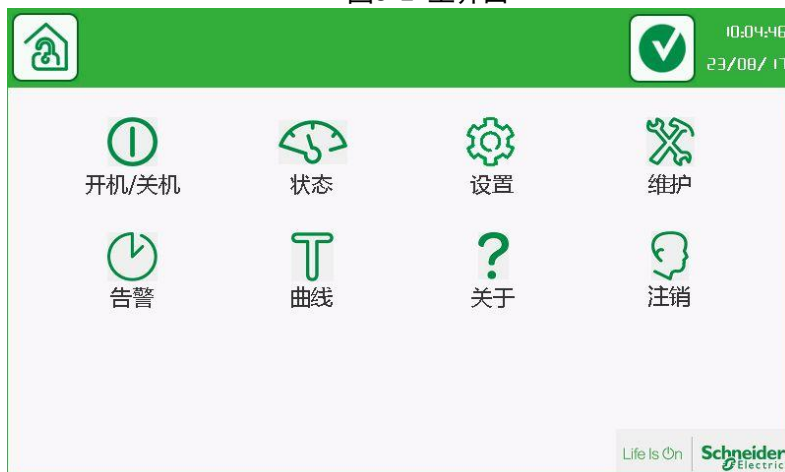 10:04:46
23/08/17
开机/关机
状态
设置
维护
告警
曲线
关于
注销
Life Is On
Schneider
Electric